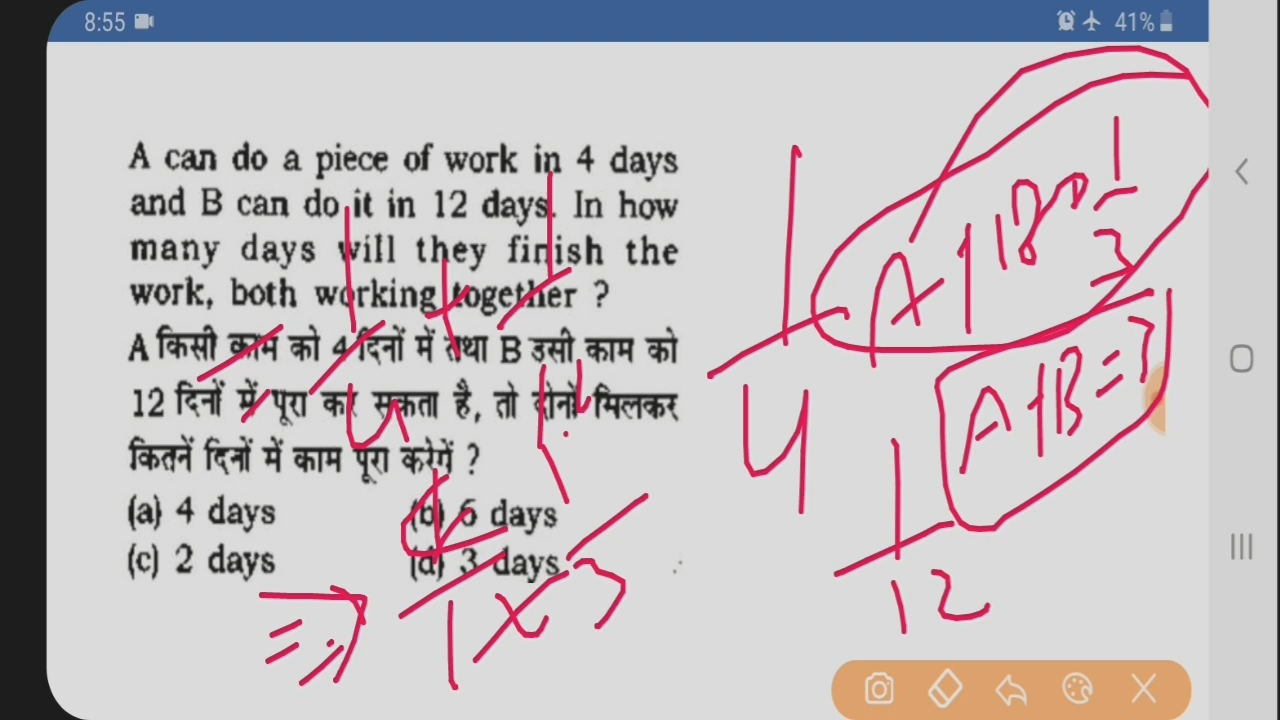 8:55 41%
A can do a piece of work in 4 days
and B can do it in 12 days. In how
many days will they finish the
work, both working together ?
A किसी काम को 4 दिनों में तथा B उसी काम को
12 दिनों में पूरा कर सकता है, तो दोनों मिलकर
कितनें दिनों में काम पूरा करेगें ?
(a) 4 days (b) 6 days
(c) 2 days (d) 3 days
1
4
A+B= 1
3
A+B=3
1
12